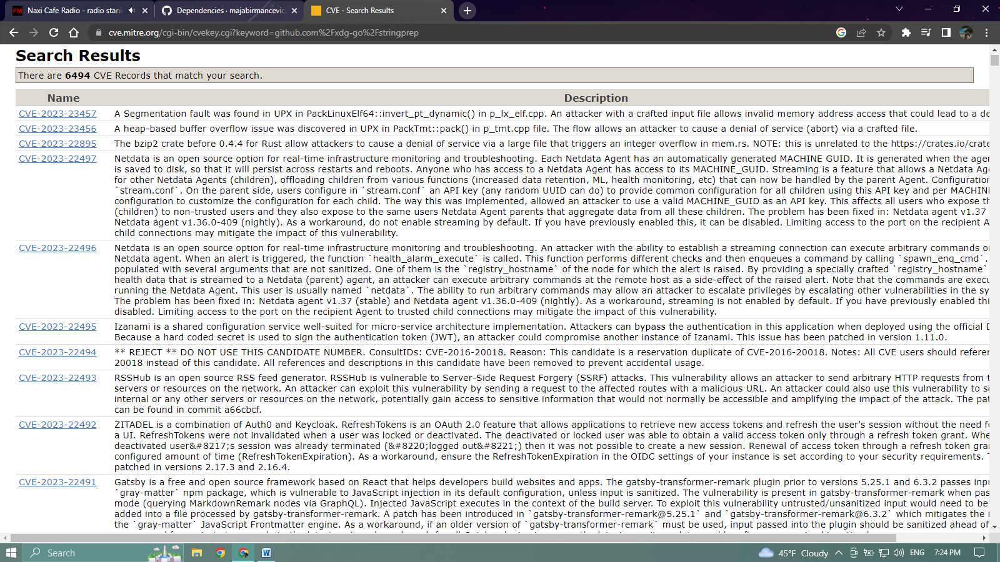 Naxi Cafe Radio - radio stani
Dependencies · majabirmancevic
CVE - Search Results
cve.mitre.org/cgi-bin/cvekey.cgi?keyword=github.com%2Fxdg-go%2Fstringprep
Search Results
There are 6494 CVE Records that match your search.
Name Description
CVE-2023-23457 A Segmentation fault was found in UPX in PackLinuxElf64::invert_pt_dynamic() in p_lx_elf.cpp. An attacker with a crafted input file allows invalid memory address access that could lead to a de
CVE-2023-23456 A heap-based buffer overflow issue was discovered in UPX in PackTmt::pack() in p_tmt.cpp file. The flow allows an attacker to cause a denial of service (abort) via a crafted file.
CVE-2023-22895 The bzip2 crate before 0.4.4 for Rust allow attackers to cause a denial of service via a large file that triggers an integer overflow in mem.rs. NOTE: this is unrelated to the https://crates.io/crate
CVE-2023-22497 Netdata is an open source option for real-time infrastructure monitoring and troubleshooting. Each Netdata Agent has an automatically generated MACHINE GUID. It is generated when the agen
is saved to disk, so that it will persist across restarts and reboots. Anyone who has access to a Netdata Agent has access to its MACHINE_GUID. Streaming is a feature that allows a Netdata Age
for other Netdata Agents (children), offloading children from various functions (increased data retention, ML, health monitoring, etc) that can now be handled by the parent Agent. Configuration
`stream.conf`. On the parent side, users configure in `stream.conf` an API key (any random UUID can do) to provide common configuration for all children using this API key and per MACHINE
configuration to customize the configuration for each child. The way this was implemented, allowed an attacker to use a valid MACHINE_GUID as an API key. This affects all users who expose th
(children) to non-trusted users and they also expose to the same users Netdata Agent parents that aggregate data from all these children. The problem has been fixed in: Netdata agent v1.37
Netdata agent v1.36.0-409 (nightly). As a workaround, do not enable streaming by default. If you have previously enabled this, it can be disabled. Limiting access to the port on the recipient A
child connections may mitigate the impact of this vulnerability.
CVE-2023-22496 Netdata is an open source option for real-time infrastructure monitoring and troubleshooting. An attacker with the ability to establish a streaming connection can execute arbitrary commands on
Netdata agent. When an alert is triggered, the function `health_alarm_execute` is called. This function performs different checks and then enqueues a command by calling `spawn_enq_cmd`.
populated with several arguments that are not sanitized. One of them is the `registry_hostname` of the node for which the alert is raised. By providing a specially crafted `registry_hostname`
health data that is streamed to a Netdata (parent) agent, an attacker can execute arbitrary commands at the remote host as a side-effect of the raised alert. Note that the commands are execu
running the Netdata Agent. This user is usually named `netdata`. The ability to run arbitrary commands may allow an attacker to escalate privileges by escalating other vulnerabilities in the sy
The problem has been fixed in: Netdata agent v1.37 (stable) and Netdata agent v1.36.0-409 (nightly). As a workaround, streaming is not enabled by default. If you have previously enabled thi
disabled. Limiting access to the port on the recipient Agent to trusted child connections may mitigate the impact of this vulnerability.
CVE-2023-22495 Izanami is a shared configuration service well-suited for micro-service architecture implementation. Attackers can bypass the authentication in this application when deployed using the official D
Because a hard coded secret is used to sign the authentication token (JWT), an attacker could compromise another instance of Izanami. This issue has been patched in version 1.11.0.
CVE-2023-22494 ** REJECT ** DO NOT USE THIS CANDIDATE NUMBER. ConsultIDs: CVE-2016-20018. Reason: This candidate is a reservation duplicate of CVE-2016-20018. Notes: All CVE users should referen
20018 instead of this candidate. All references and descriptions in this candidate have been removed to prevent accidental usage.
CVE-2023-22493 RSSHub is an open source RSS feed generator. RSSHub is vulnerable to Server-Side Request Forgery (SSRF) attacks. This vulnerability allows an attacker to send arbitrary HTTP requests from t
servers or resources on the network. An attacker can exploit this vulnerability by sending a request to the affected routes with a malicious URL. An attacker could also use this vulnerability to se
internal or any other servers or resources on the network, potentially gain access to sensitive information that would not normally be accessible and amplifying the impact of the attack. The pat
can be found in commit a66cbcf.
CVE-2023-22492 ZITADEL is a combination of Auth0 and Keycloak. RefreshTokens is an OAuth 2.0 feature that allows applications to retrieve new access tokens and refresh the user's session without the need fo
a UI. RefreshTokens were not invalidated when a user was locked or deactivated. The deactivated or locked user was able to obtain a valid access token only through a refresh token grant. Whe
deactivated user&#8217;s session was already terminated (&#8220;logged out&#8221;) then it was not possible to create a new session. Renewal of access token through a refresh token gran
configured amount of time (RefreshTokenExpiration). As a workaround, ensure the RefreshTokenExpiration in the OIDC settings of your instance is set according to your security requirements. T
patched in versions 2.17.3 and 2.16.4.
CVE-2023-22491 Gatsby is a free and open source framework based on React that helps developers build websites and apps. The gatsby-transformer-remark plugin prior to versions 5.25.1 and 6.3.2 passes inpu
`gray-matter` npm package, which is vulnerable to JavaScript injection in its default configuration, unless input is sanitized. The vulnerability is present in gatsby-transformer-remark when pas
mode (querying MarkdownRemark nodes via GraphQL). Injected JavaScript executes in the context of the build server. To exploit this vulnerability untrusted/unsanitized input would need to be
added into a file processed by gatsby-transformer-remark. A patch has been introduced in `gatsby-transformer-remark@5.25.1` and `gatsby-transformer-remark@6.3.2` which mitigates the i
the `gray-matter` JavaScript Frontmatter engine. As a workaround, if an older version of `gatsby-transformer-remark` must be used, input passed into the plugin should be sanitized ahead of
Search
45°F Cloudy
ENG
7:24 PM